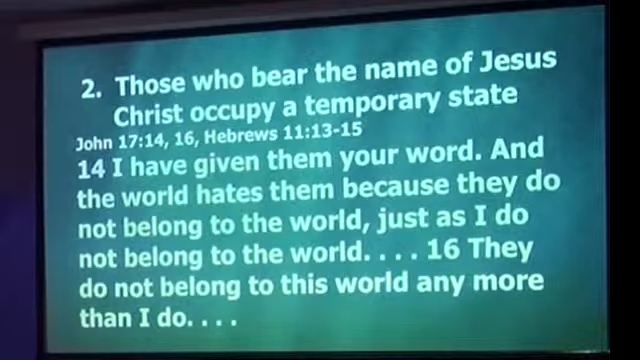 2. Those who bear the name of Jesus
Christ occupy a temporary state
John 17:14, 16, Hebrews 11:13-15
14 I have given them your word. And
the world hates them because they do
not belong to the world, just as I do
not belong to the world. . . . 16 They
do not belong to this world any more
than I do. . . .